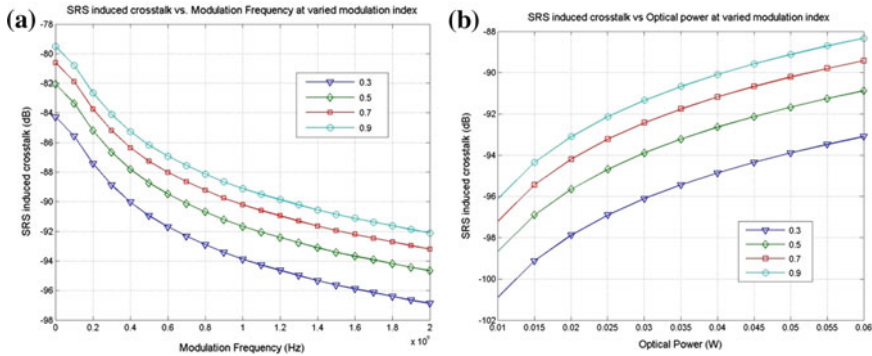 (a)
SRS induced crosstalk vs. Modulation Frequency at varied modulation index
-78
-80
-82
-84
-86
-88
-90
-92
-94
-96
-98
SRS induced crosstalk (dB)
0.3
0.5
0.7
0.9
0 0.2 0.4 0.6 0.8 1 1.2 1.4 1.6 1.8 2
Modulation Frequency (Hz)
(b)
SRS induced crosstalk vs Optical power at varied modulation index
-88
-90
-92
-94
-96
-98
-100
-102
SRS induced crosstalk (dB)
0.3
0.5
0.7
0.9
0.01 0.015 0.02 0.025 0.03 0.035 0.04 0.045 0.05 0.055 0.06
Optical Power (W)